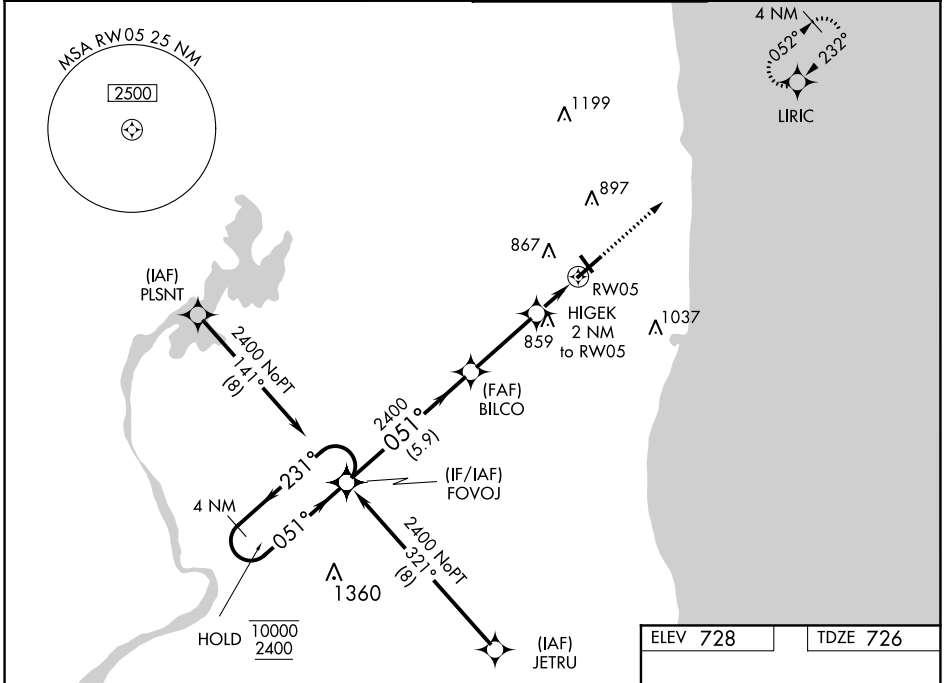 MSA RW05 25 NM
2500
4 NM
052°
232°
LIRIC
1199
897
867
RW05
HIGEK
2 NM
to RW05
859
1037
(IAF)
PLSNT
2400 NoPT
141°
(8)
(FAF)
BILCO
2400
051°
(5.9)
(IF/IAF)
FOVOJ
231°
4 NM
051°
2400 NoPT
321°
(8)
1360
HOLD
10000
2400
(IAF)
JETRU
ELEV 728
TDZE 726